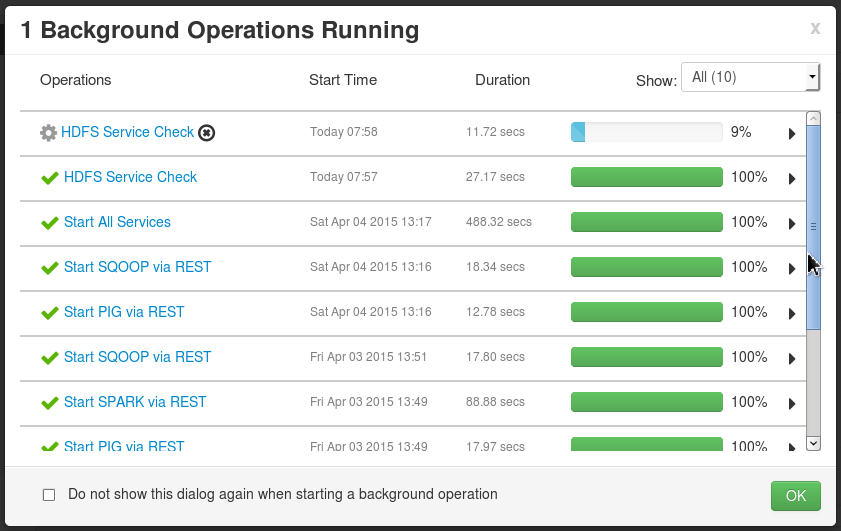 1 Background Operations Running
x
Operations Start Time Duration Show: All (10)
HDFS Service Check Today 07:58 11.72 secs 9%
HDFS Service Check Today 07:57 27.17 secs 100%
Start All Services Sat Apr 04 2015 13:17 488.32 secs 100%
Start SQOOP via REST Sat Apr 04 2015 13:16 18.34 secs 100%
Start PIG via REST Sat Apr 04 2015 13:16 12.78 secs 100%
Start SQOOP via REST Fri Apr 03 2015 13:51 17.80 secs 100%
Start SPARK via REST Fri Apr 03 2015 13:49 88.88 secs 100%
Start PIG via REST Fri Apr 03 2015 13:49 17.97 secs 100%
Do not show this dialog again when starting a background operation
OK